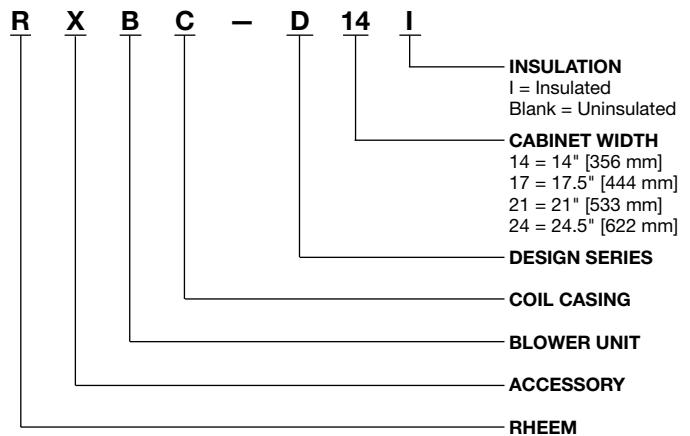 R X B C – D 14 I
INSULATION
I = Insulated
Blank = Uninsulated
CABINET WIDTH
14 = 14" [356 mm]
17 = 17.5" [444 mm]
21 = 21" [533 mm]
24 = 24.5" [622 mm]
DESIGN SERIES
COIL CASING
BLOWER UNIT
ACCESSORY
RHEEM